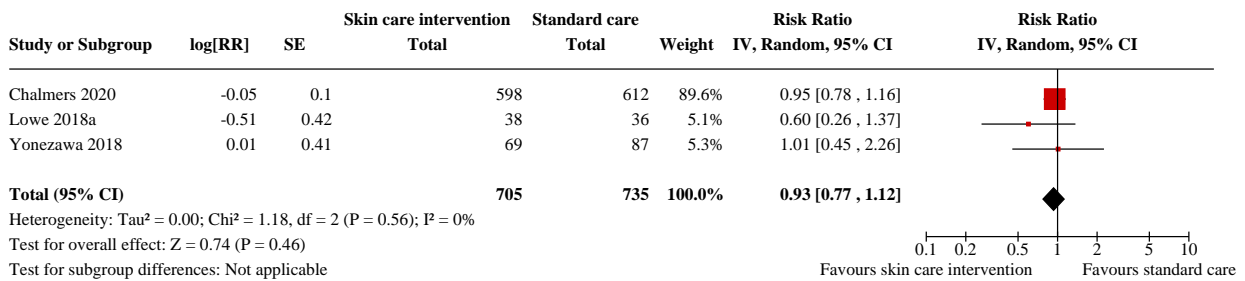 Skin care intervention Standard care Risk Ratio Risk Ratio
Study or Subgroup log[RR] SE Total Total Weight IV, Random, 95% CI IV, Random, 95% CI
Chalmers 2020 -0.05 0.1 598 612 89.6% 0.95 [0.78 , 1.16]
Lowe 2018a -0.51 0.42 38 36 5.1% 0.60 [0.26 , 1.37]
Yonezawa 2018 0.01 0.41 69 87 5.3% 1.01 [0.45 , 2.26]
Total (95% CI) 705 735 100.0% 0.93 [0.77 , 1.12]
Heterogeneity: Tau² = 0.00; Chi² = 1.18, df = 2 (P = 0.56); I² = 0%
Test for overall effect: Z = 0.74 (P = 0.46) 0.1 0.2 0.5 1 2 5 10
Test for subgroup differences: Not applicable Favours skin care intervention Favours standard care